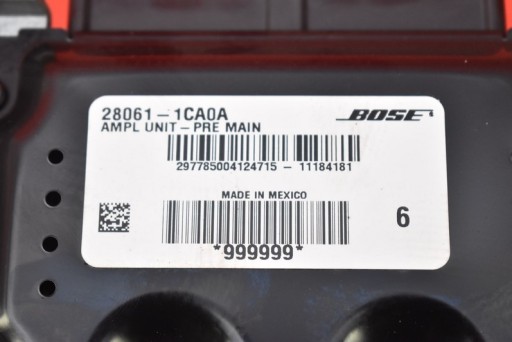 28061-1CA0A
BOSE
AMPL UNIT-PRE MAIN
297785004124715 - 11184181
MADE IN MEXICO
6
*999999*